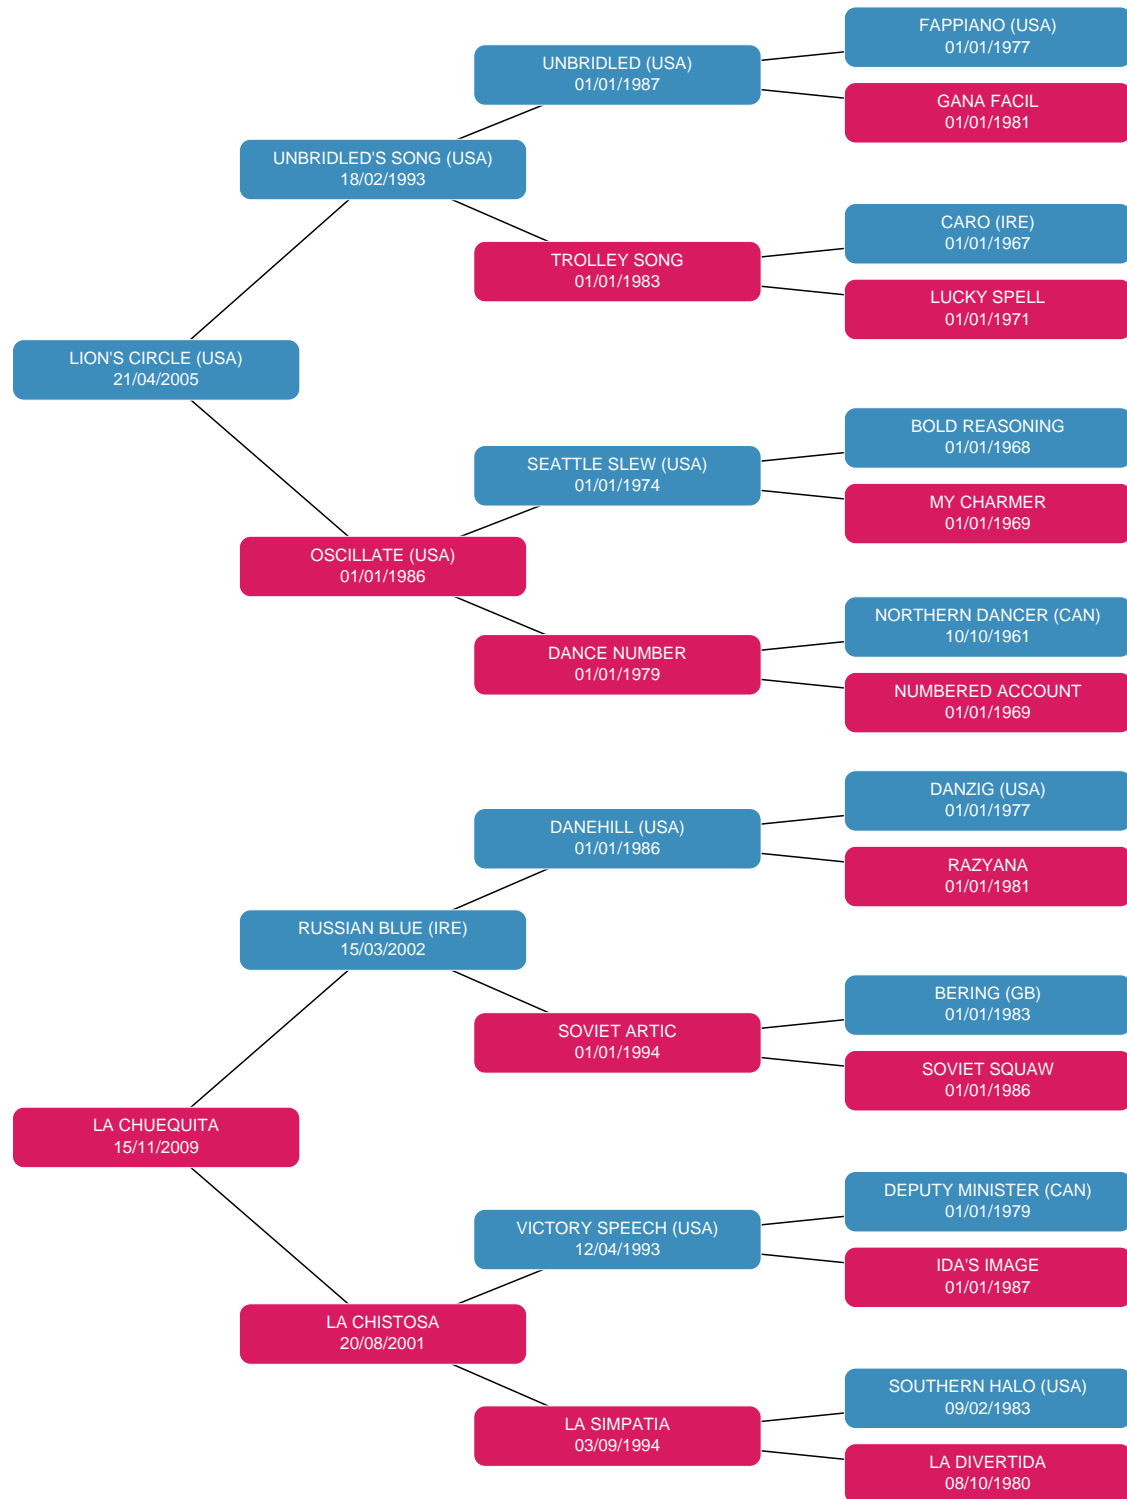 FAPPIANO (USA)
01/01/1977
UNBRIDLED (USA)
01/01/1987
GANA FACIL
01/01/1981
UNBRIDLED'S SONG (USA)
18/02/1993
CARO (IRE)
01/01/1967
TROLLEY SONG
01/01/1983
LUCKY SPELL
01/01/1971
LION'S CIRCLE (USA)
21/04/2005
BOLD REASONING
01/01/1968
SEATTLE SLEW (USA)
01/01/1974
MY CHARMER
01/01/1969
OSCILLATE (USA)
01/01/1986
NORTHERN DANCER (CAN)
10/10/1961
DANCE NUMBER
01/01/1979
NUMBERED ACCOUNT
01/01/1969
DANZIG (USA)
01/01/1977
DANEHILL (USA)
01/01/1986
RAZYANA
01/01/1981
RUSSIAN BLUE (IRE)
15/03/2002
BERING (GB)
01/01/1983
SOVIET ARTIC
01/01/1994
SOVIET SQUAW
01/01/1986
LA CHUEQUITA
15/11/2009
DEPUTY MINISTER (CAN)
01/01/1979
VICTORY SPEECH (USA)
12/04/1993
IDA'S IMAGE
01/01/1987
LA CHISTOSA
20/08/2001
SOUTHERN HALO (USA)
09/02/1983
LA SIMPATIA
03/09/1994
LA DIVERTIDA
08/10/1980